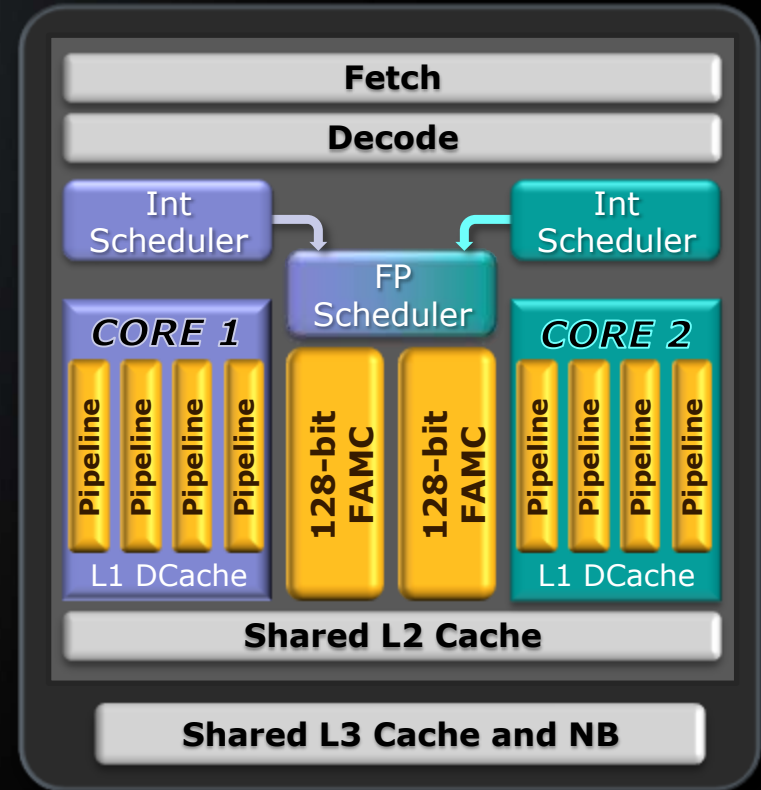 Fetch
Decode
Int
Scheduler
Int
Scheduler
FP
Scheduler
CORE 1
Pipeline
Pipeline
Pipeline
Pipeline
L1 DCache
128-bit
FAMC
128-bit
FAMC
CORE 2
Pipeline
Pipeline
Pipeline
Pipeline
L1 DCache
Shared L2 Cache
Shared L3 Cache and NB